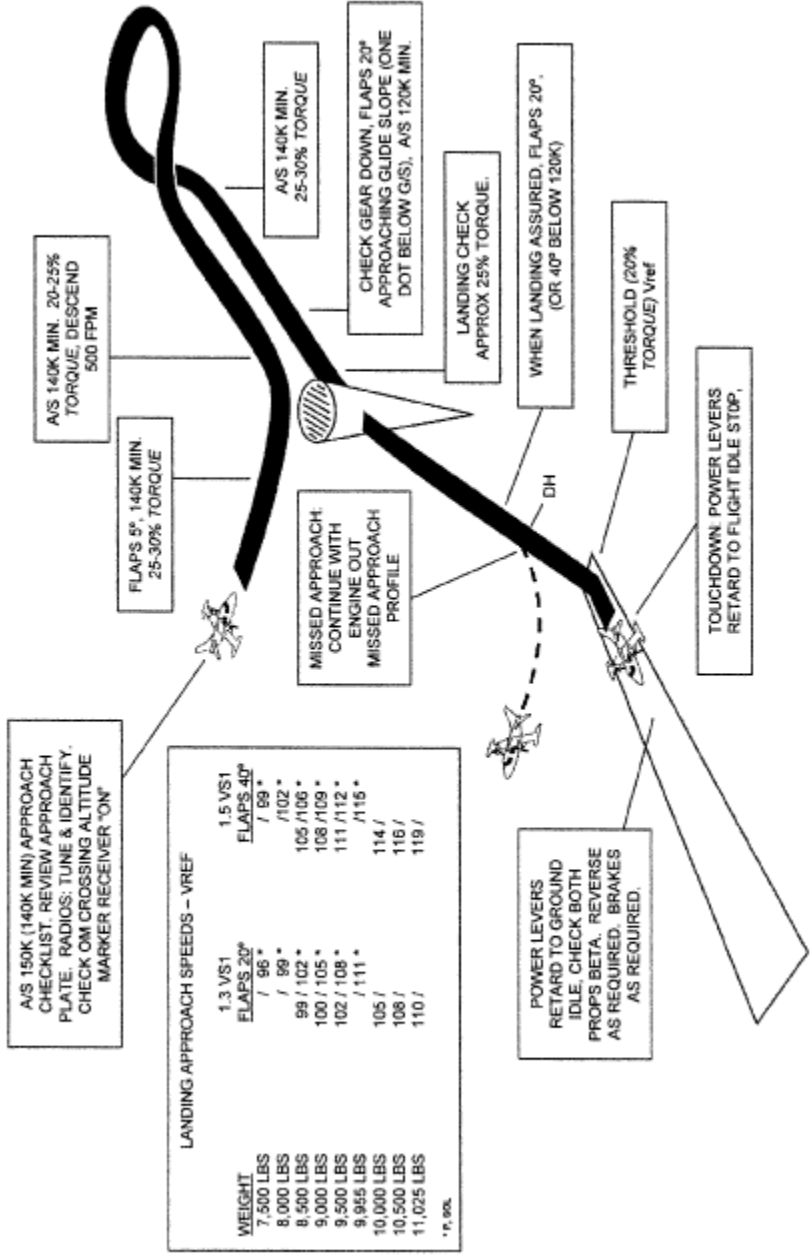 A/S 150K (140K MIN) APPROACH
CHECKLIST. REVIEW APPROACH
PLATE. RADIOS: TUNE & IDENTIFY.
CHECK OM CROSSING ALTITUDE
MARKER RECEIVER "ON"
FLAPS 5º, 140K MIN.
25-30% TORQUE
A/S 140K MIN. 20-25%
TORQUE, DESCEND
500 FPM
A/S 140K MIN.
25-30% TORQUE
CHECK GEAR DOWN, FLAPS 20º
APPROACHING GLIDE SLOPE (ONE
DOT BELOW G/S), A/S 120K MIN.
LANDING CHECK
APPROX 25% TORQUE.
WHEN LANDING ASSURED, FLAPS 20º,
(OR 40º BELOW 120K)
MISSED APPROACH:
CONTINUE WITH
ENGINE OUT
MISSED APPROACH
PROFILE
DH
THRESHOLD (20%
TORQUE) Vref
TOUCHDOWN: POWER LEVERS
RETARD TO FLIGHT IDLE STOP,
POWER LEVERS
RETARD TO GROUND
IDLE, CHECK BOTH
PROPS BETA. REVERSE
AS REQUIRED. BRAKES
AS REQUIRED.
LANDING APPROACH SPEEDS – VREF
1.3 VS1 1.5 VS1
WEIGHT FLAPS 20º FLAPS 40º
7,500 LBS / 96 * / 99 *
8,000 LBS / 99 * /102 *
8,500 LBS 99 / 102 * 105 /106 *
9,000 LBS 100 / 105 * 108 /109 *
9,500 LBS 102 / 108 * 111 /112 *
9,955 LBS / 111 * /115 *
10,000 LBS 105 / 114 /
10,500 LBS 108 / 116 /
11,025 LBS 110 / 119 /